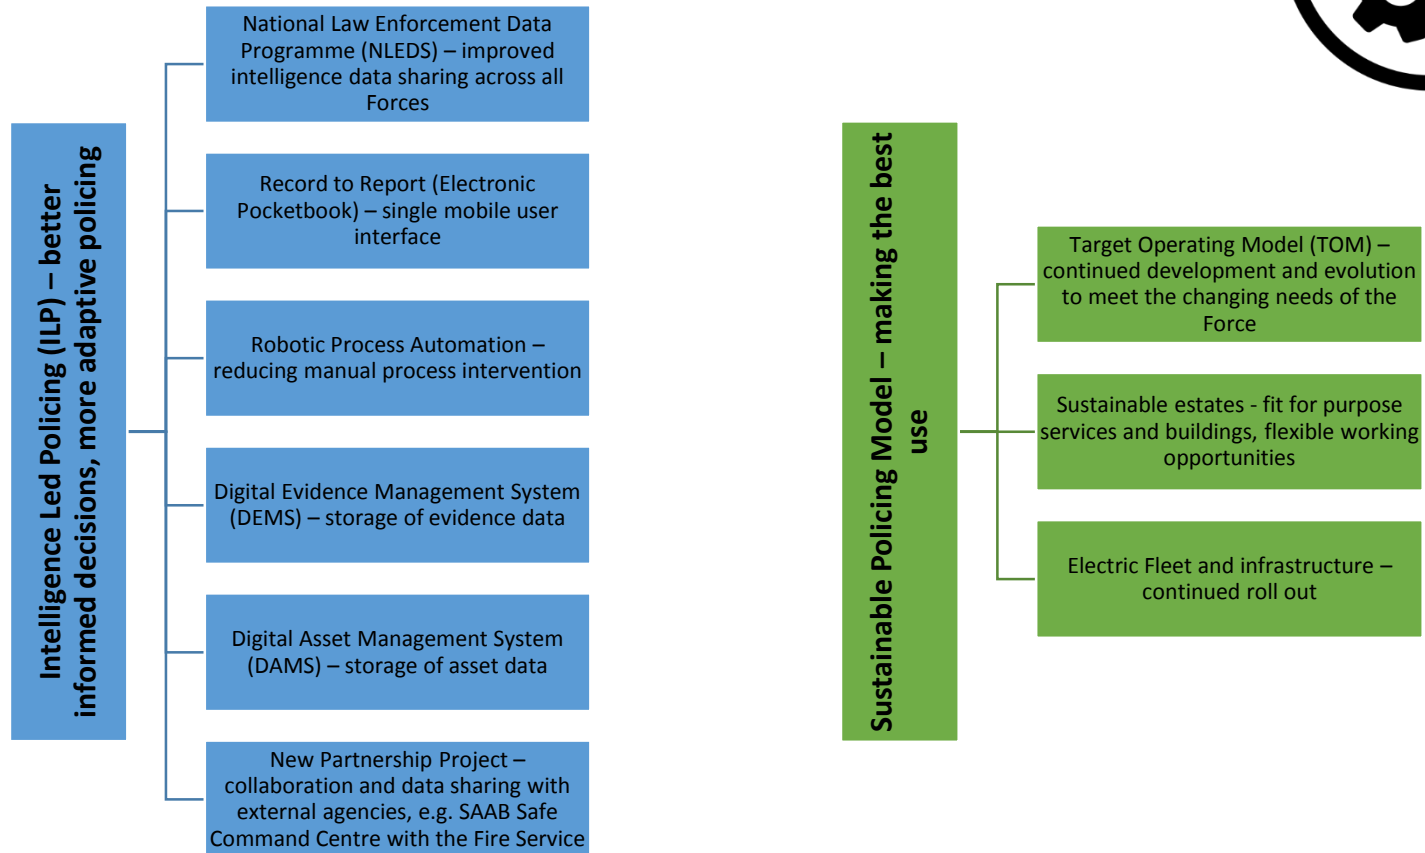 Intelligence Led Policing (ILP) – better
informed decisions, more adaptive policing
National Law Enforcement Data
Programme (NLEDS) – improved
intelligence data sharing across all
Forces
Record to Report (Electronic
Pocketbook) – single mobile user
interface
Robotic Process Automation –
reducing manual process intervention
Digital Evidence Management System
(DEMS) – storage of evidence data
Digital Asset Management System
(DAMS) – storage of asset data
New Partnership Project –
collaboration and data sharing with
external agencies, e.g. SAAB Safe
Command Centre with the Fire Service
Sustainable Policing Model – making the best
use
Target Operating Model (TOM) –
continued development and evolution
to meet the changing needs of the
Force
Sustainable estates - fit for purpose
services and buildings, flexible working
opportunities
Electric Fleet and infrastructure –
continued roll out